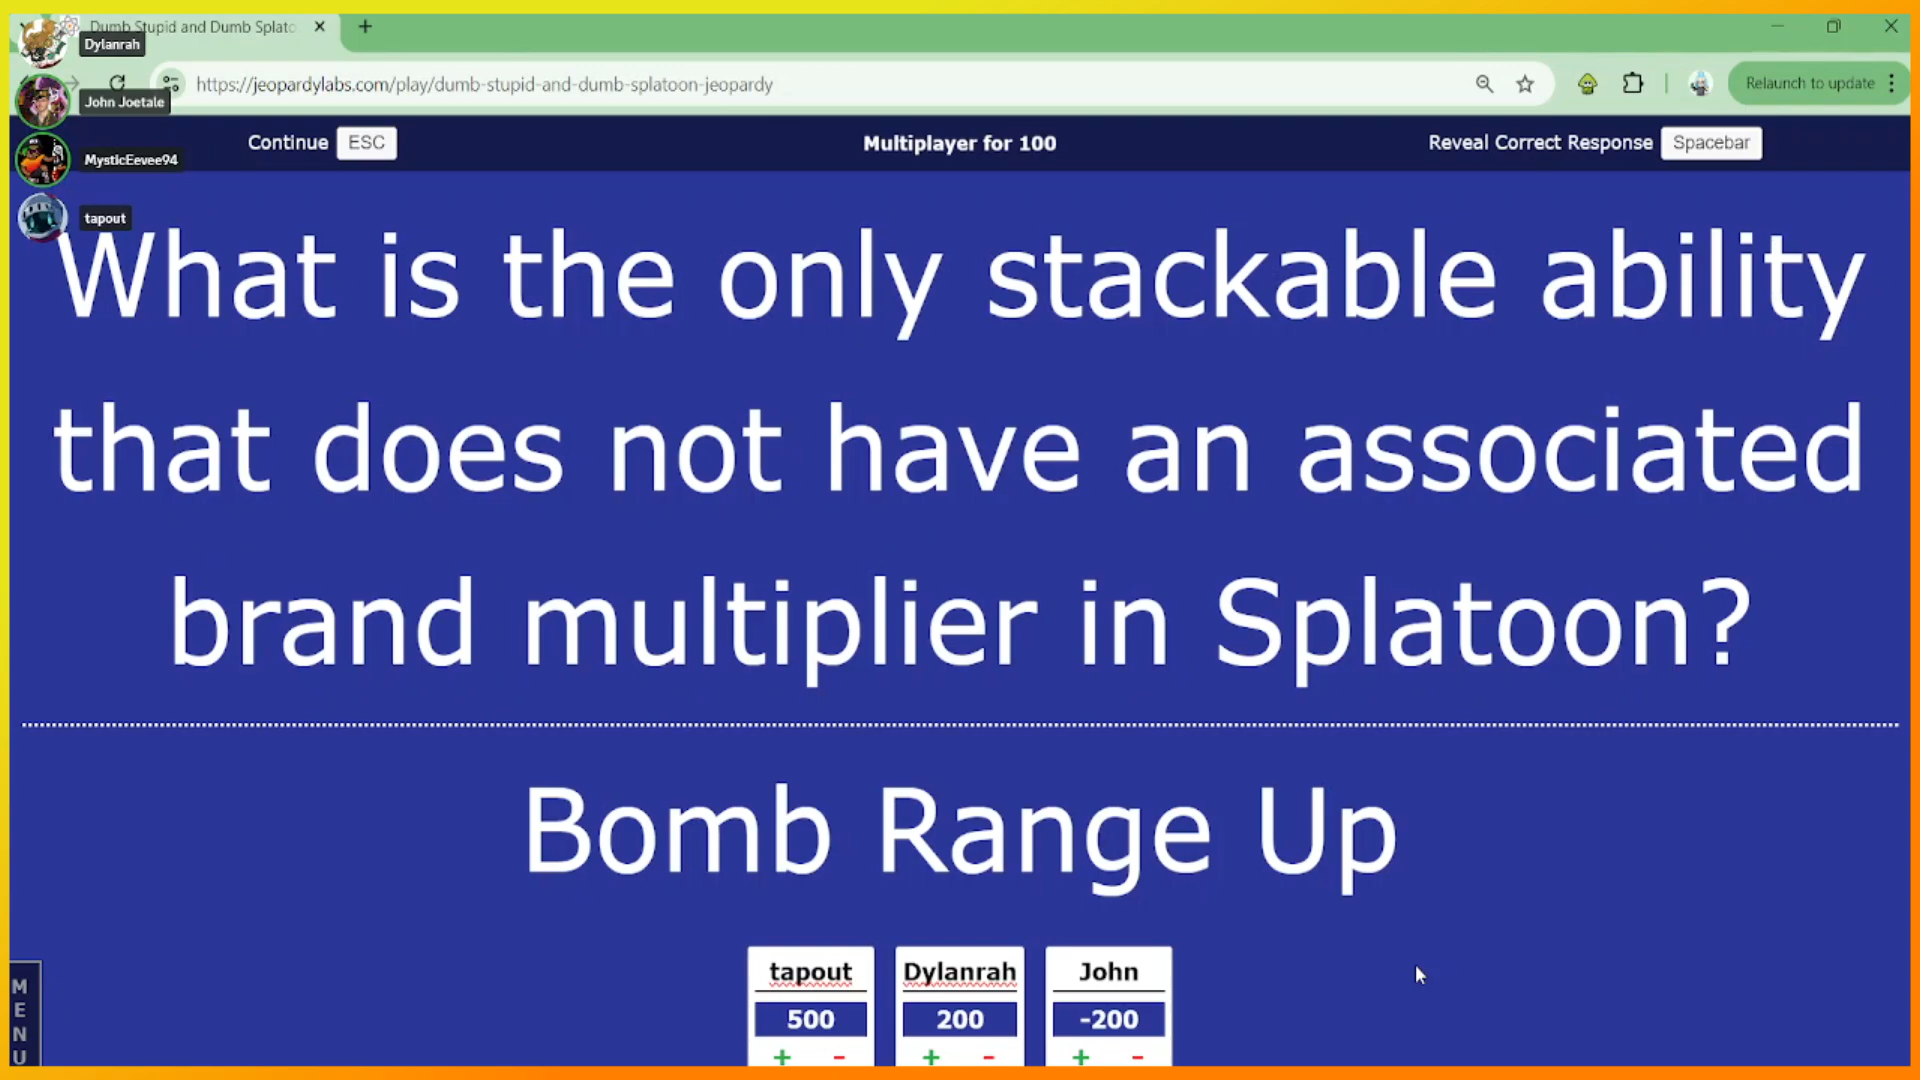 Dumb Stupid and Dumb Splato
Dylanrah
https://jeopardylabs.com/play/dumb-stupid-and-dumb-splatoon-jeopardy
Relaunch to update
John Joetale
Continue ESC
Multiplayer for 100
Reveal Correct Response Spacebar
MysticEevee94
tapout
What is the only stackable ability
that does not have an associated
brand multiplier in Splatoon?
Bomb Range Up
tapout Dylanrah John
500 200 -200
+ - + - + -
MENU